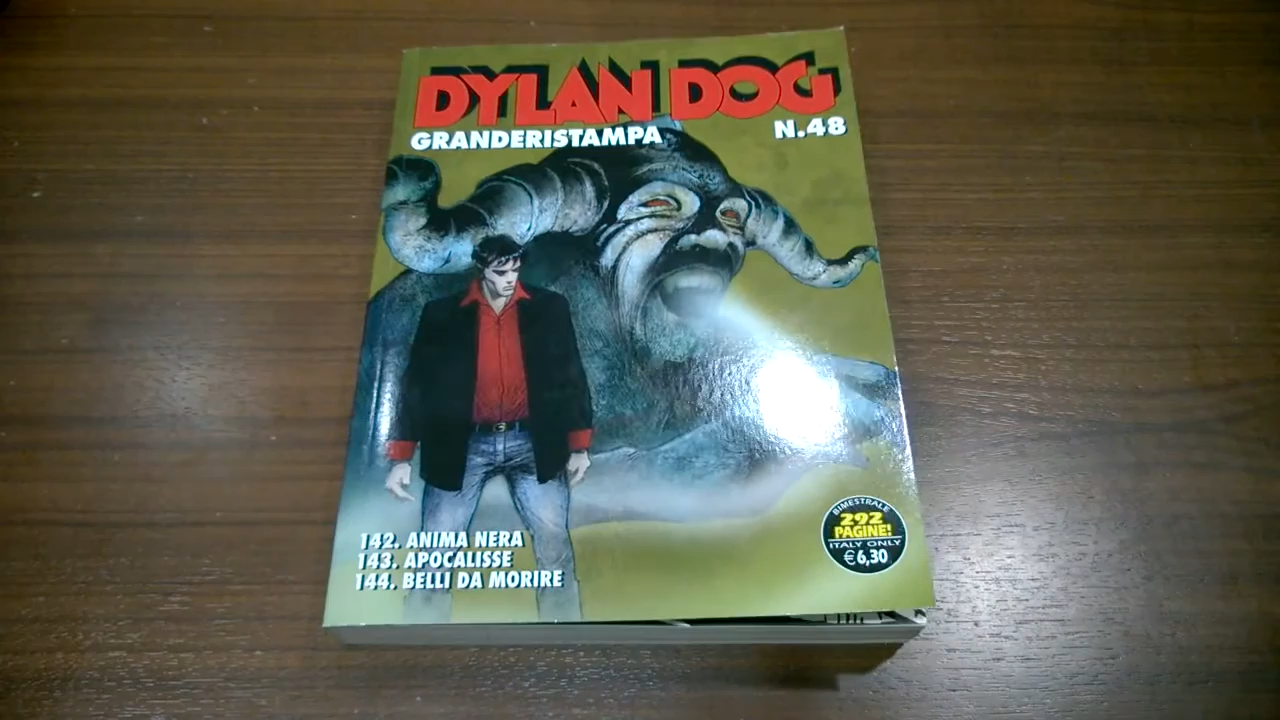 DYLAN DOG
GRANDERISTAMPA
N.48
142. ANIMA NERA
143. APOCALISSE
144. BELLI DA MORIRE
BIMESTRALE
292
PAGINE!
ITALY ONLY
€6,30